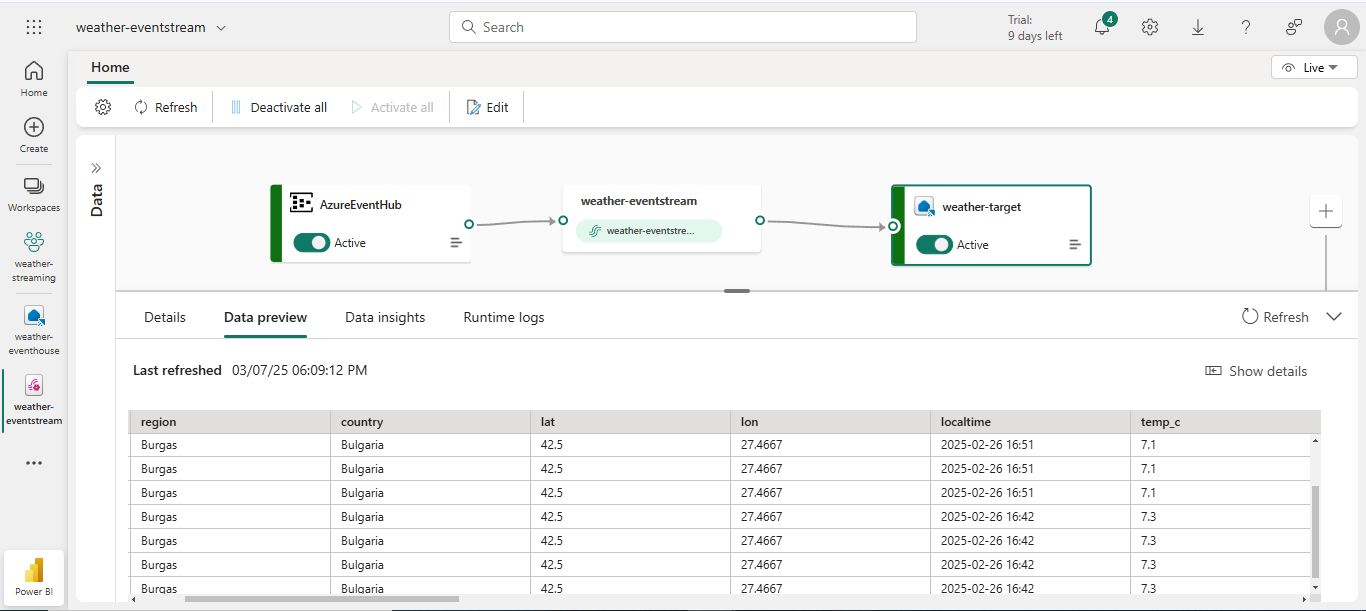 weather-eventstream
Search
Trial:
9 days left
4
Home
Create
Workspaces
weather-
streaming
weather-
eventhouse
weather-
eventstream
Power BI
Home
Live
Refresh
Deactivate all
Activate all
Edit
Data
AzureEventHub
Active
weather-eventstream
weather-eventstre...
weather-target
Active
Details
Data preview
Data insights
Runtime logs
Refresh
Last refreshed 03/07/25 06:09:12 PM
Show details
region country lat lon localtime temp_c
Burgas Bulgaria 42.5 27.4667 2025-02-26 16:51 7.1
Burgas Bulgaria 42.5 27.4667 2025-02-26 16:51 7.1
Burgas Bulgaria 42.5 27.4667 2025-02-26 16:51 7.1
Burgas Bulgaria 42.5 27.4667 2025-02-26 16:42 7.3
Burgas Bulgaria 42.5 27.4667 2025-02-26 16:42 7.3
Burgas Bulgaria 42.5 27.4667 2025-02-26 16:42 7.3
Burgas Bulgaria 42.5 27.4667 2025-02-26 16:42 7.3